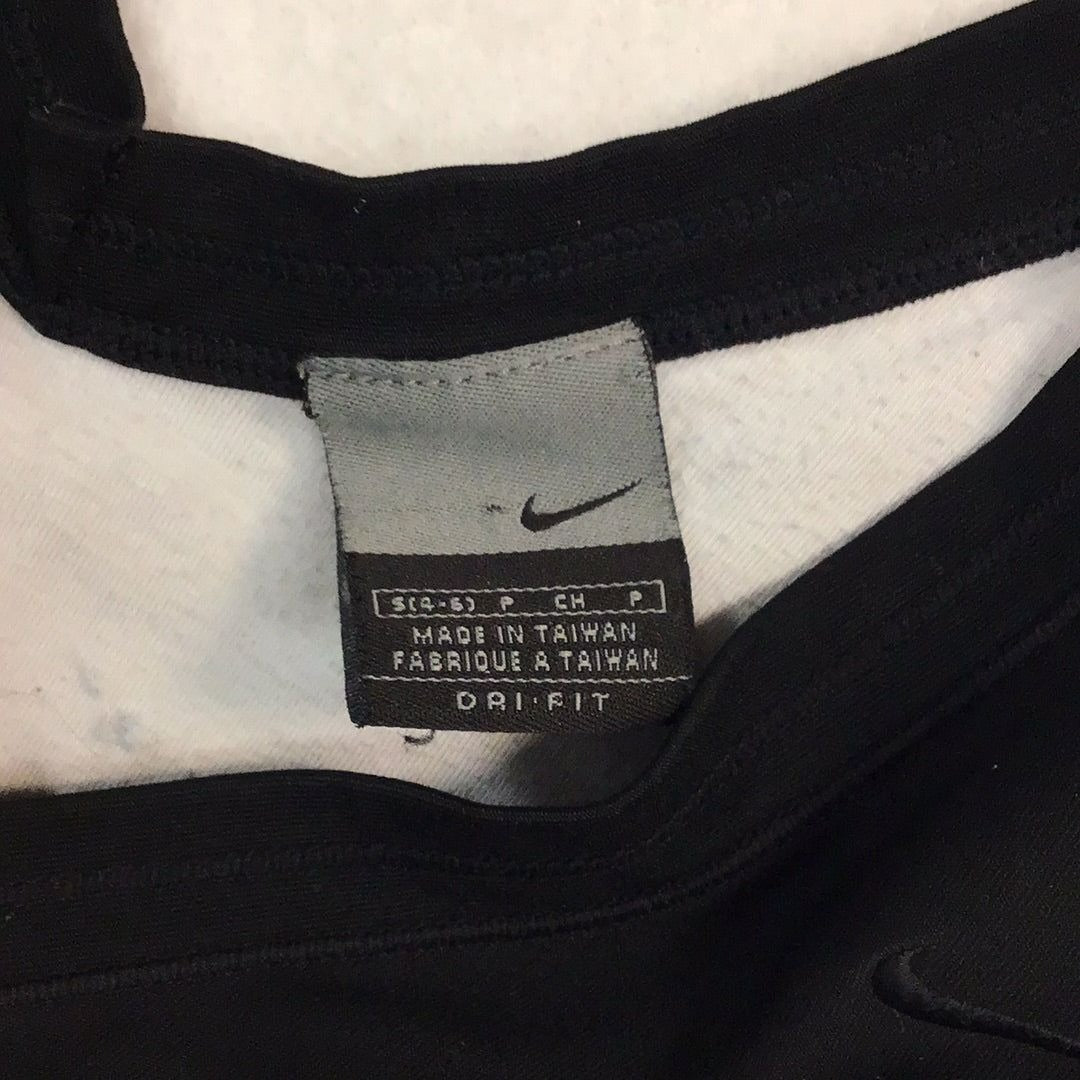 S(4-6) P CH P
MADE IN TAIWAN
FABRIQUE A TAIWAN
DRI·FIT